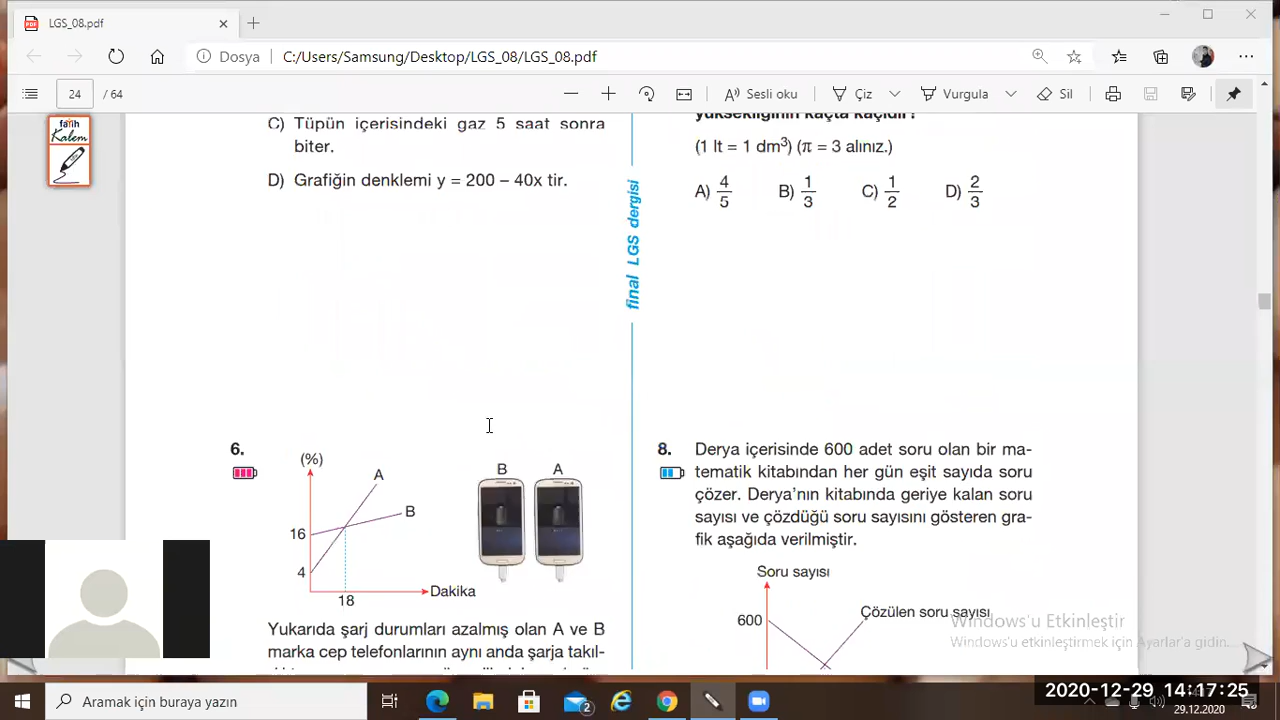 LGS_08.pdf
Dosya
C:/Users/Samsung/Desktop/LGS_08/LGS_08.pdf
24 / 64
Sesli oku
Çiz
Vurgula
Sil
fatih
Kalem
C) Tüpün içerisindeki gaz 5 saat sonra
biter.
D) Grafiğin denklemi y = 200 – 40x tir.
6.
(%)
A
B
16
4
18
Dakika
B A
Yukarıda şarj durumları azalmış olan A ve B
marka cep telefonlarının aynı anda şarja takıl-
final LGS dergisi
yüksekliğinin kaçta kaçıdır?
(1 lt = 1 dm³) (π = 3 alınız.)
A) 4/5 B) 1/3 C) 1/2 D) 2/3
8.
Derya içerisinde 600 adet soru olan bir ma-
tematik kitabından her gün eşit sayıda soru
çözer. Derya'nın kitabında geriye kalan soru
sayısı ve çözdüğü soru sayısını gösteren gra-
fik aşağıda verilmiştir.
Soru sayısı
600
Çözülen soru sayısı
Windows'u Etkinleştir
Windows'u etkinleştirmek için Ayarlar'a gidin.
Aramak için buraya yazın
2
2020-12-29 14:17:25
29.12.2020